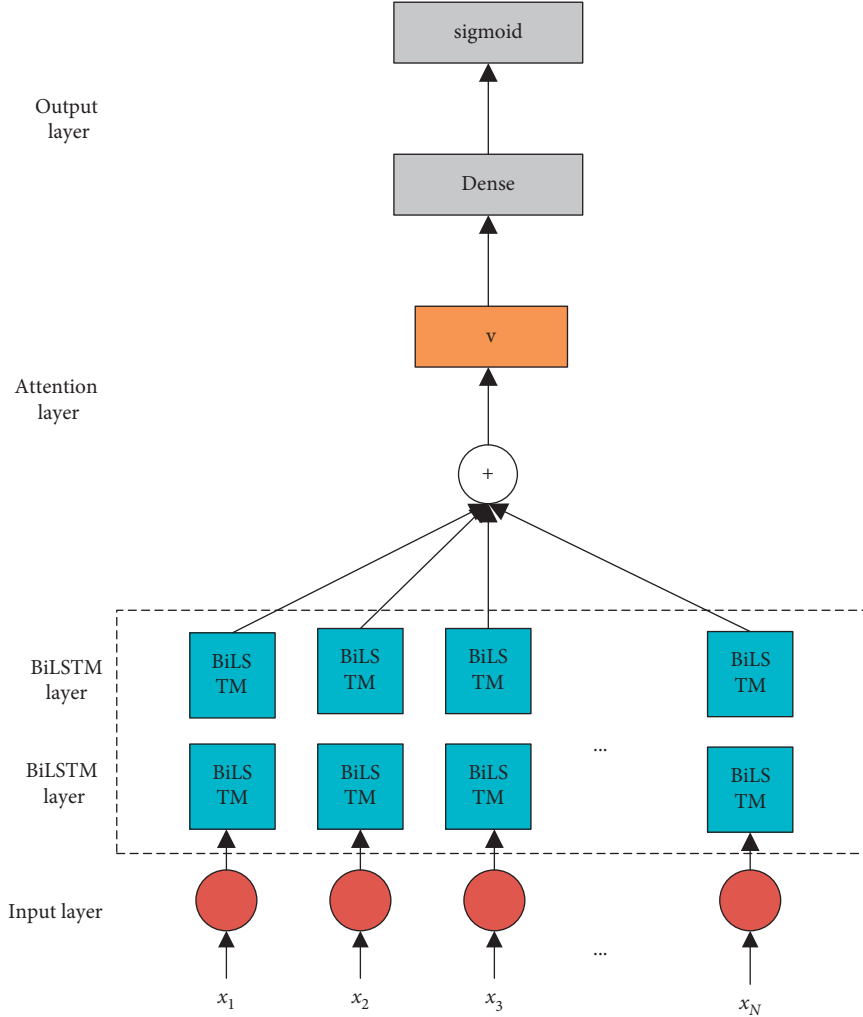 sigmoid
Output
layer
Dense
v
Attention
layer
+
BiLSTM
layer
BiLS
TM
BiLS
TM
BiLS
TM
BiLS
TM
BiLSTM
layer
BiLS
TM
BiLS
TM
BiLS
TM
...
BiLS
TM
Input layer
...
x1 x2 x3 xN